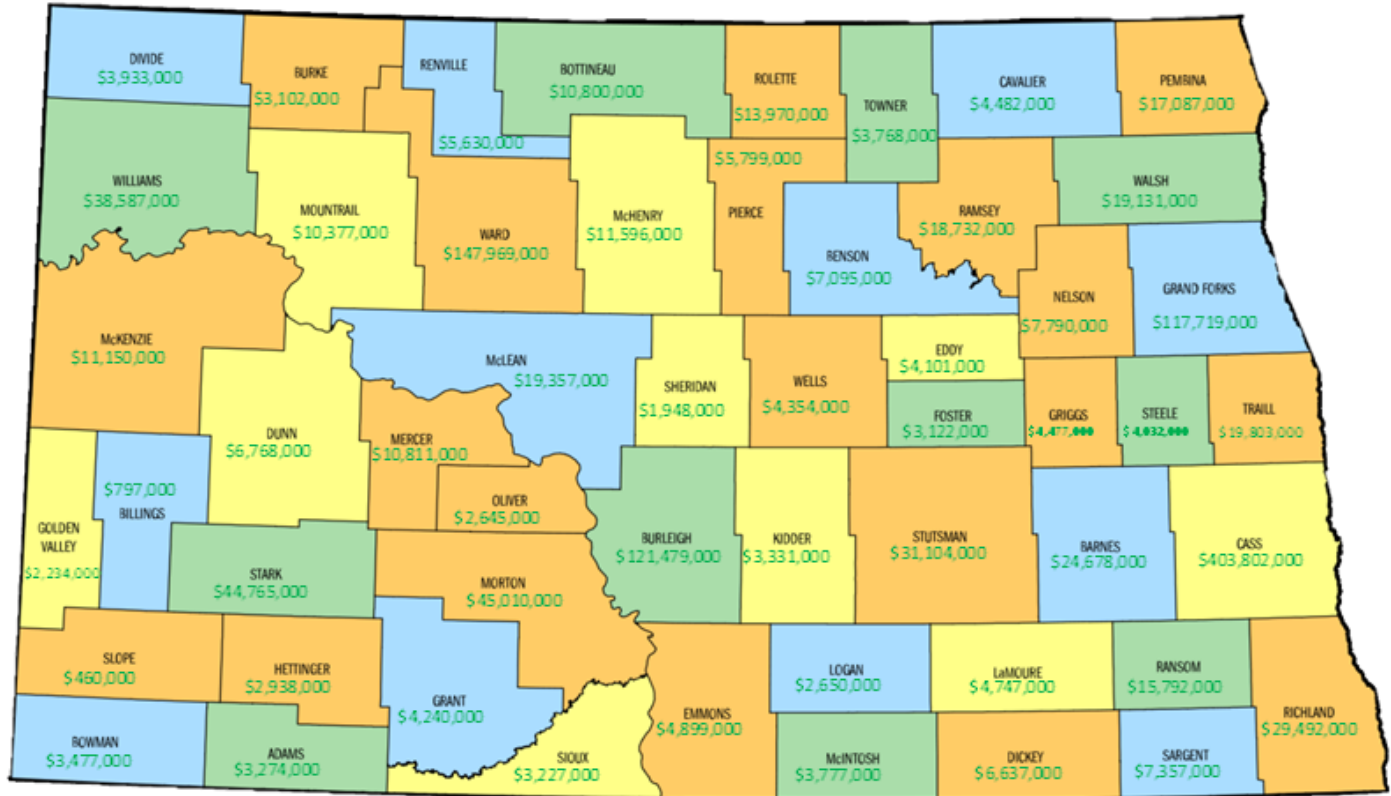 DIVIDE
$3,933,000
BURKE
$3,102,000
RENVILLE
$5,630,000
BOTTINEAU
$10,800,000
ROLETTE
$13,970,000
TOWNER
$3,768,000
CAVALIER
$4,482,000
PEMBINA
$17,087,000
WILLIAMS
$38,587,000
MOUNTRAIL
$10,377,000
WARD
$147,969,000
McHENRY
$11,596,000
$5,799,000
PIERCE
BENSON
$7,095,000
RAMSEY
$18,732,000
WALSH
$19,131,000
NELSON
$7,790,000
GRAND FORKS
$117,719,000
McKENZIE
$11,150,000
DUNN
$6,768,000
McLEAN
$19,357,000
MERCER
$10,811,000
OLIVER
$2,645,000
SHERIDAN
$1,948,000
WELLS
$4,354,000
EDDY
$4,101,000
FOSTER
$3,122,000
GRIGGS
$4,477,000
STEELE
$4,032,000
TRAILL
$19,803,000
GOLDEN
VALLEY
$2,234,000
$797,000
BILLINGS
STARK
$44,765,000
MORTON
$45,010,000
BURLEIGH
$121,479,000
KIDDER
$3,331,000
STUTSMAN
$31,104,000
BARNES
$24,678,000
CASS
$403,802,000
SLOPE
$460,000
HETTINGER
$2,938,000
GRANT
$4,240,000
BOWMAN
$3,477,000
ADAMS
$3,274,000
SIOUX
$3,227,000
EMMONS
$4,899,000
LOGAN
$2,650,000
McINTOSH
$3,777,000
LaMOURE
$4,747,000
DICKEY
$6,637,000
RANSOM
$15,792,000
SARGENT
$7,357,000
RICHLAND
$29,492,000